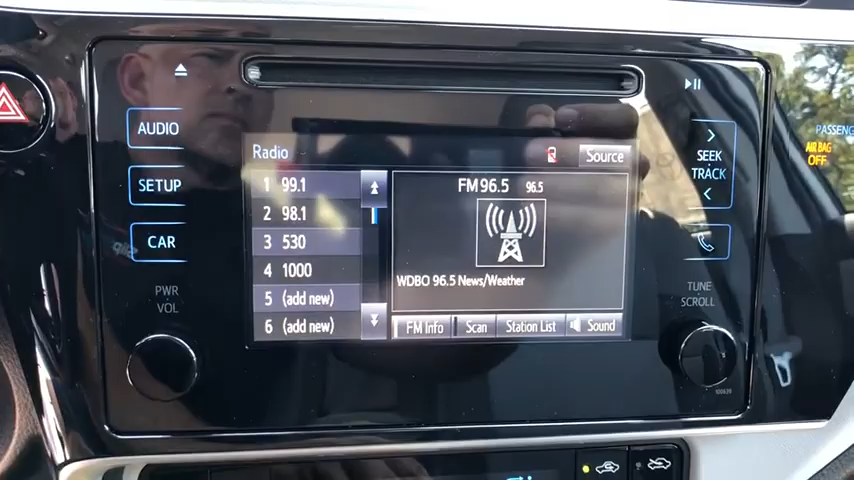 AUDIO
SETUP
CAR
PWR
VOL
Radio
Source
1 99.1
2 98.1
3 530
4 1000
5 (add new)
6 (add new)
FM 96.5 96.5
WDBO 96.5 News/Weather
FM Info
Scan
Station List
Sound
SEEK
TRACK
TUNE
SCROLL
PASSENG
AIR BAG
OFF